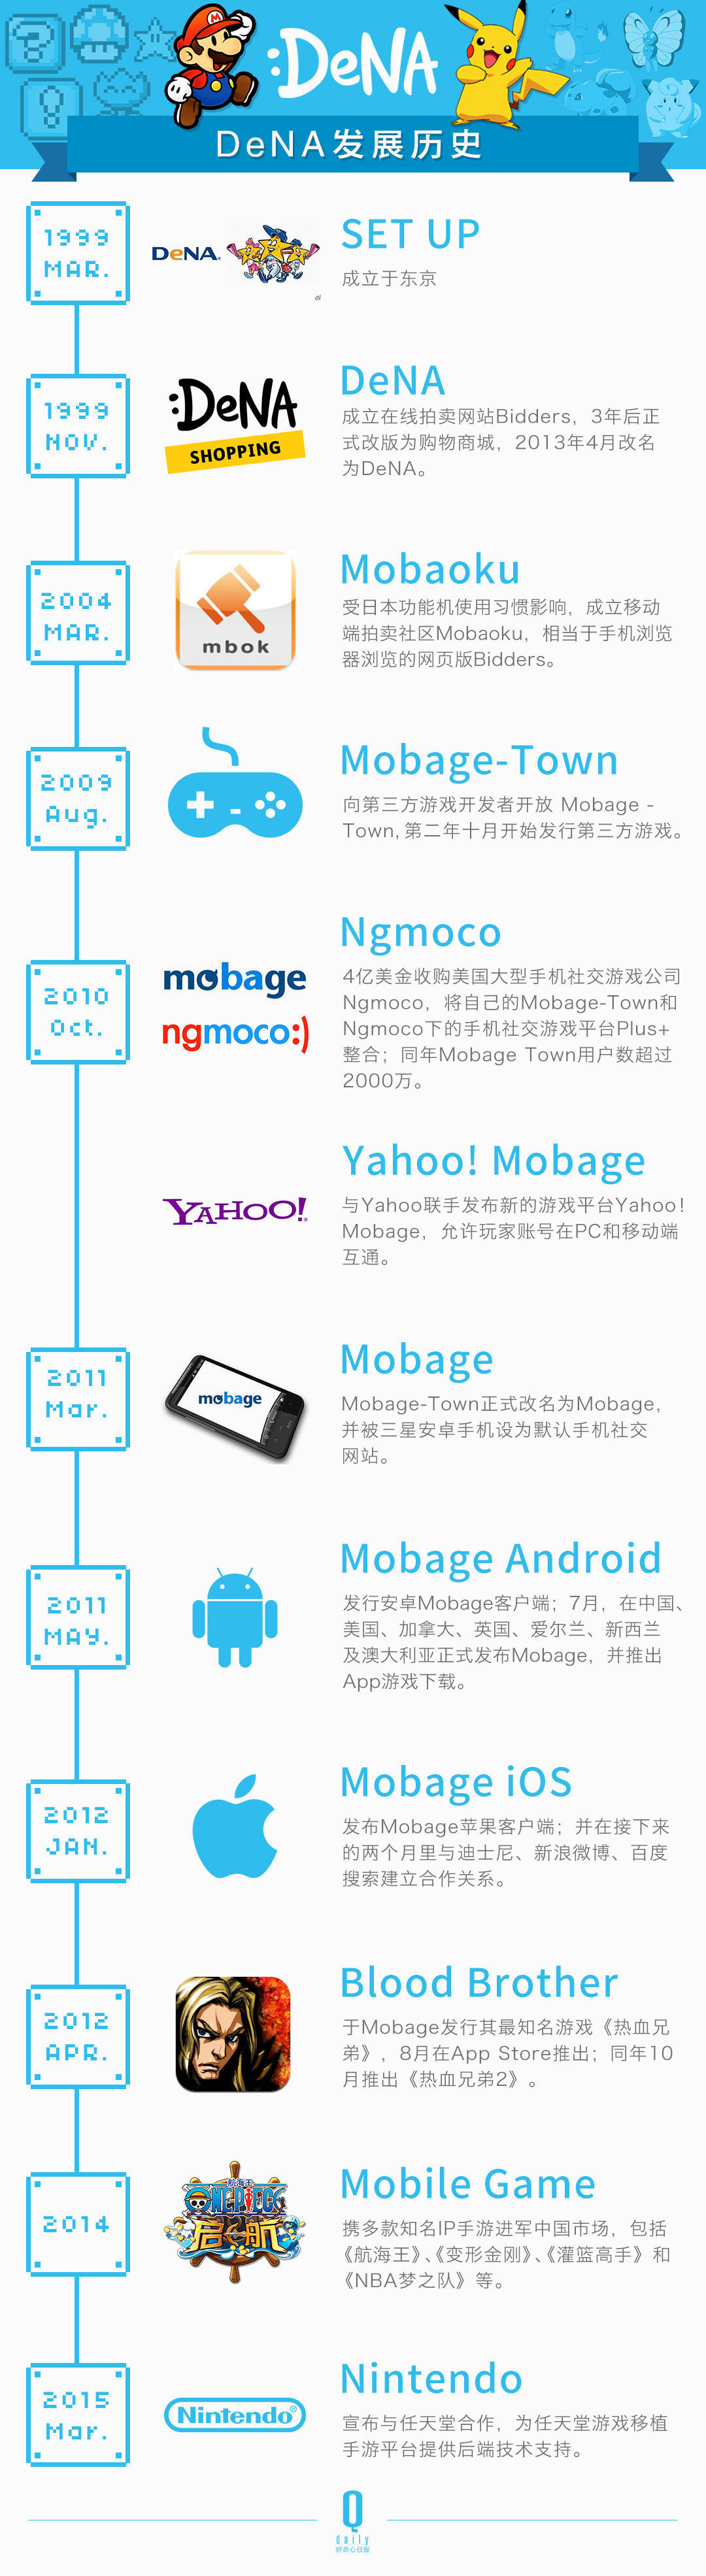 :DeNA
DeNA发展历史
1999
MAR.
DeNA.
SET UP
成立于东京
1999
NOV.
:DeNA
SHOPPING
DeNA
成立在线拍卖网站Bidders，3年后正
式改版为购物商城，2013年4月改名
为DeNA。
2004
MAR.
mbok
Mobaoku
受日本功能机使用习惯影响，成立移动
端拍卖社区Mobaoku，相当于手机浏览
器浏览的网页版Bidders。
2009
Aug.
Mobage-Town
向第三方游戏开发者开放 Mobage -
Town, 第二年十月开始发行第三方游戏。
2010
Oct.
mobage
ngmoco:)
Ngmoco
4亿美金收购美国大型手机社交游戏公司
Ngmoco，将自己的Mobage-Town和
Ngmoco下的手机社交游戏平台Plus+
整合；同年Mobage Town用户数超过
2000万。
YAHOO!
Yahoo! Mobage
与Yahoo联手发布新的游戏平台Yahoo!
Mobage，允许玩家账号在PC和移动端
互通。
2011
Mar.
mobage
Mobage
Mobage-Town正式改名为Mobage，
并被三星安卓手机设为默认手机社交
网站。
2011
MAY.
Mobage Android
发行安卓Mobage客户端；7月，在中国、
美国、加拿大、英国、爱尔兰、新西兰
及澳大利亚正式发布Mobage，并推出
App游戏下载。
2012
JAN.
Mobage iOS
发布Mobage苹果客户端；并在接下来
的两个月里与迪士尼、新浪微博、百度
搜索建立合作关系。
2012
APR.
Blood Brother
于Mobage发行其最知名游戏《热血兄
弟》，8月在App Store推出；同年10
月推出《热血兄弟2》。
2014
航海王
ONE PIECE
启航
Mobile Game
携多款知名IP手游进军中国市场，包括
《航海王》、《变形金刚》、《灌篮高手》和
《NBA梦之队》等。
2015
Mar.
Nintendo®
Nintendo
宣布与任天堂合作，为任天堂游戏移植
手游平台提供后端技术支持。
Q
daily
好奇心日报